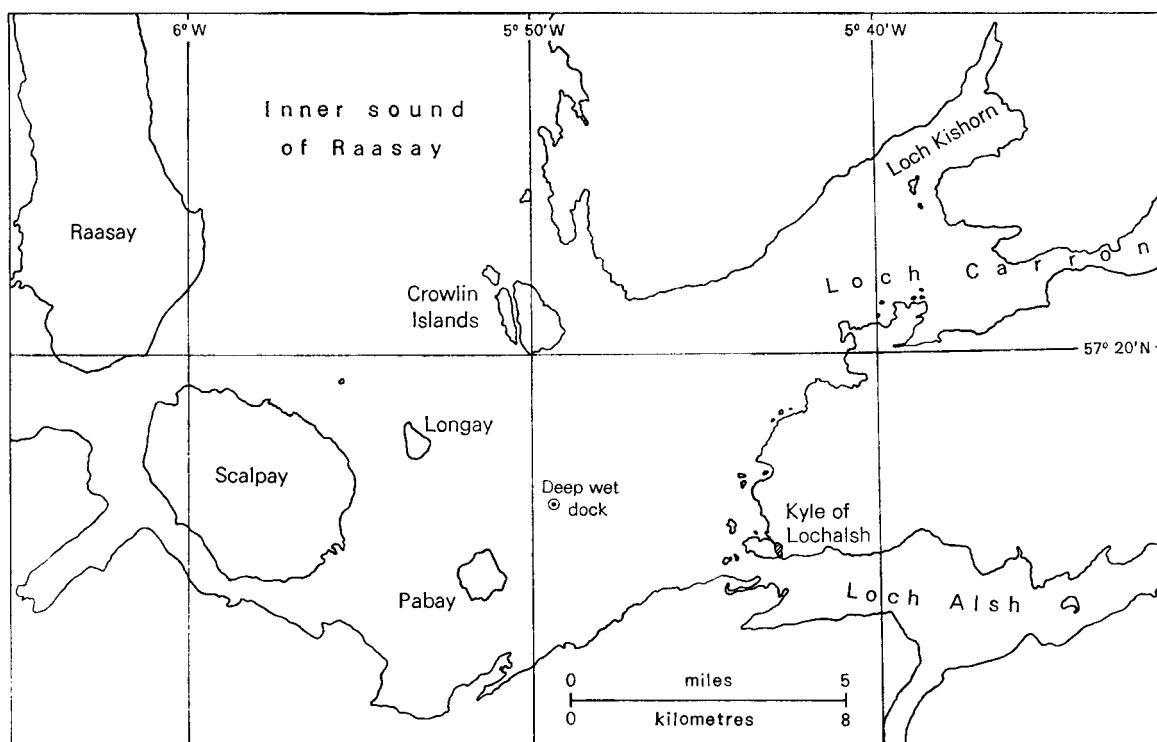 6° W
5° 50' W
5° 40' W
Inner sound
of Raasay
Loch Kishorn
Raasay
Loch Carron
Crowlin
Islands
57° 20'N
Longay
Scalpay
Deep wet
dock
Kyle of
Lochalsh
Pabay
Loch Alsh
0 miles 5
0 kilometres 8